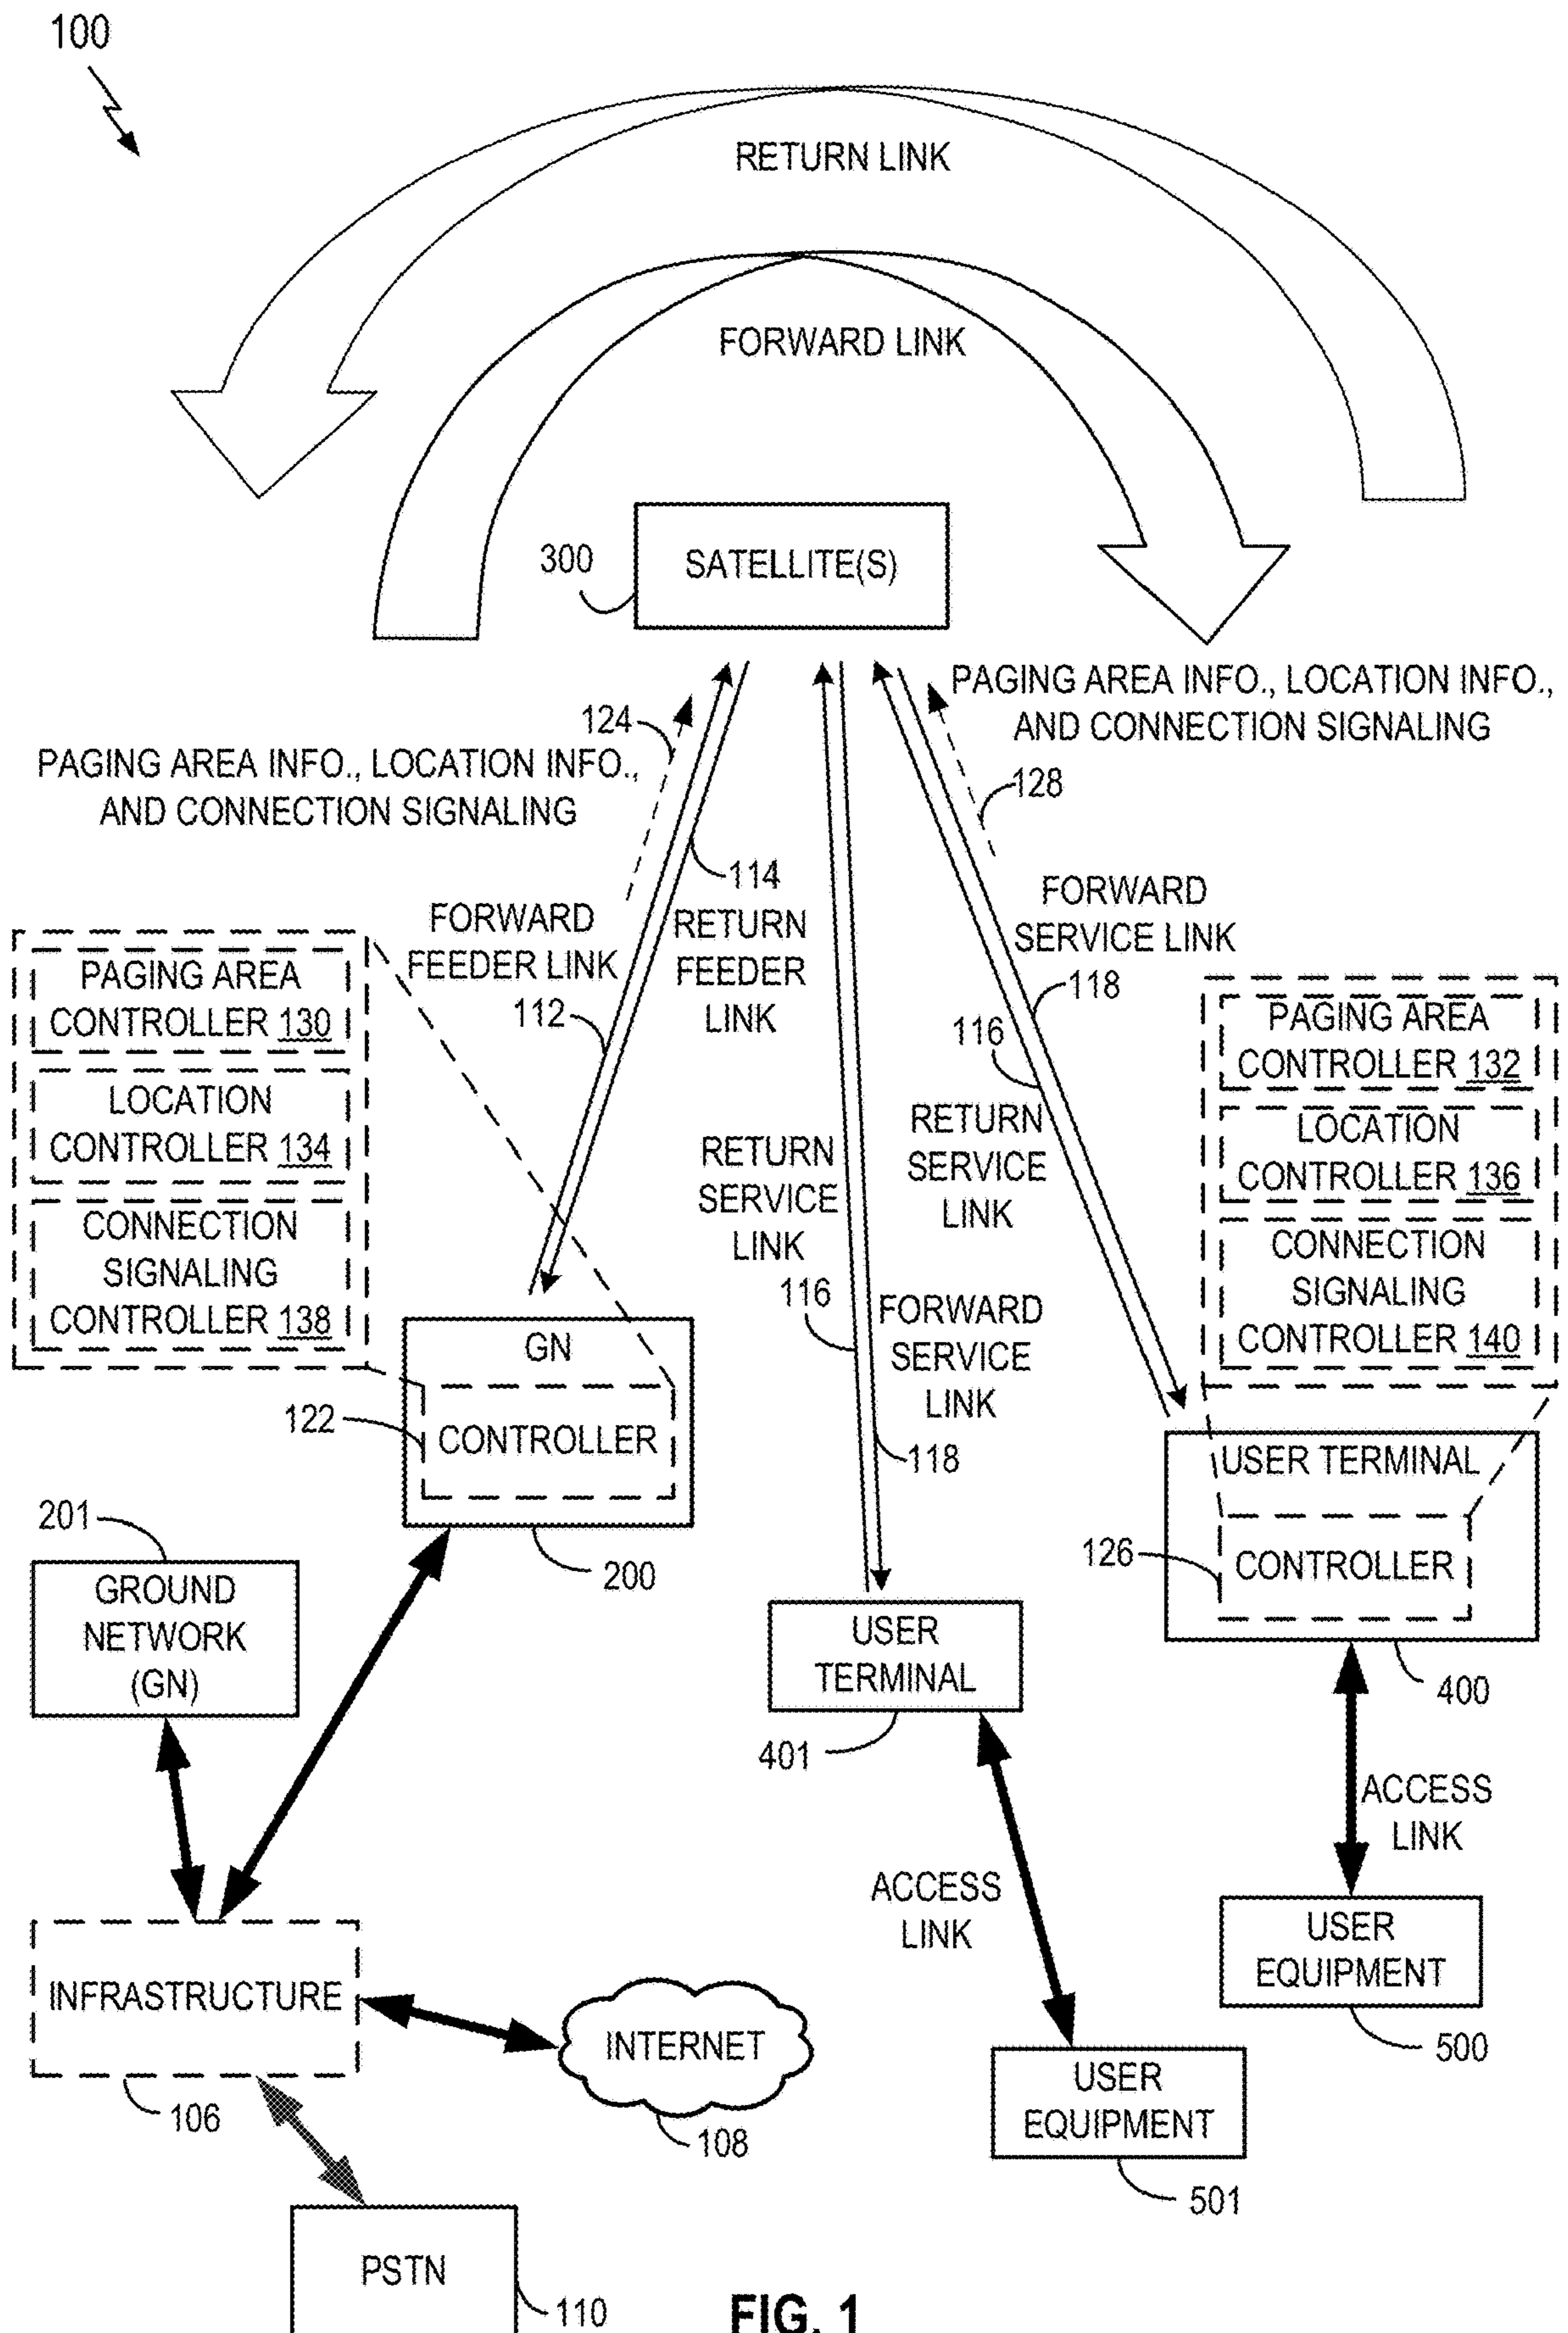 100
RETURN LINK
FORWARD LINK
300
SATELLITE(S)
124
PAGING AREA INFO., LOCATION INFO.,
AND CONNECTION SIGNALING
PAGING AREA INFO., LOCATION INFO.,
AND CONNECTION SIGNALING
128
114
FORWARD
FEEDER LINK
112
RETURN
FEEDER
LINK
FORWARD
SERVICE LINK
118
116
PAGING AREA
CONTROLLER 130
LOCATION
CONTROLLER 134
CONNECTION
SIGNALING
CONTROLLER 138
PAGING AREA
CONTROLLER 132
LOCATION
CONTROLLER 136
CONNECTION
SIGNALING
CONTROLLER 140
RETURN
SERVICE
LINK
116
RETURN
SERVICE
LINK
FORWARD
SERVICE
LINK
118
GN
CONTROLLER
122
200
USER TERMINAL
CONTROLLER
126
400
201
GROUND
NETWORK
(GN)
USER
TERMINAL
401
ACCESS
LINK
ACCESS
LINK
INFRASTRUCTURE
106
INTERNET
108
USER
EQUIPMENT
500
USER
EQUIPMENT
501
PSTN
110
FIG. 1